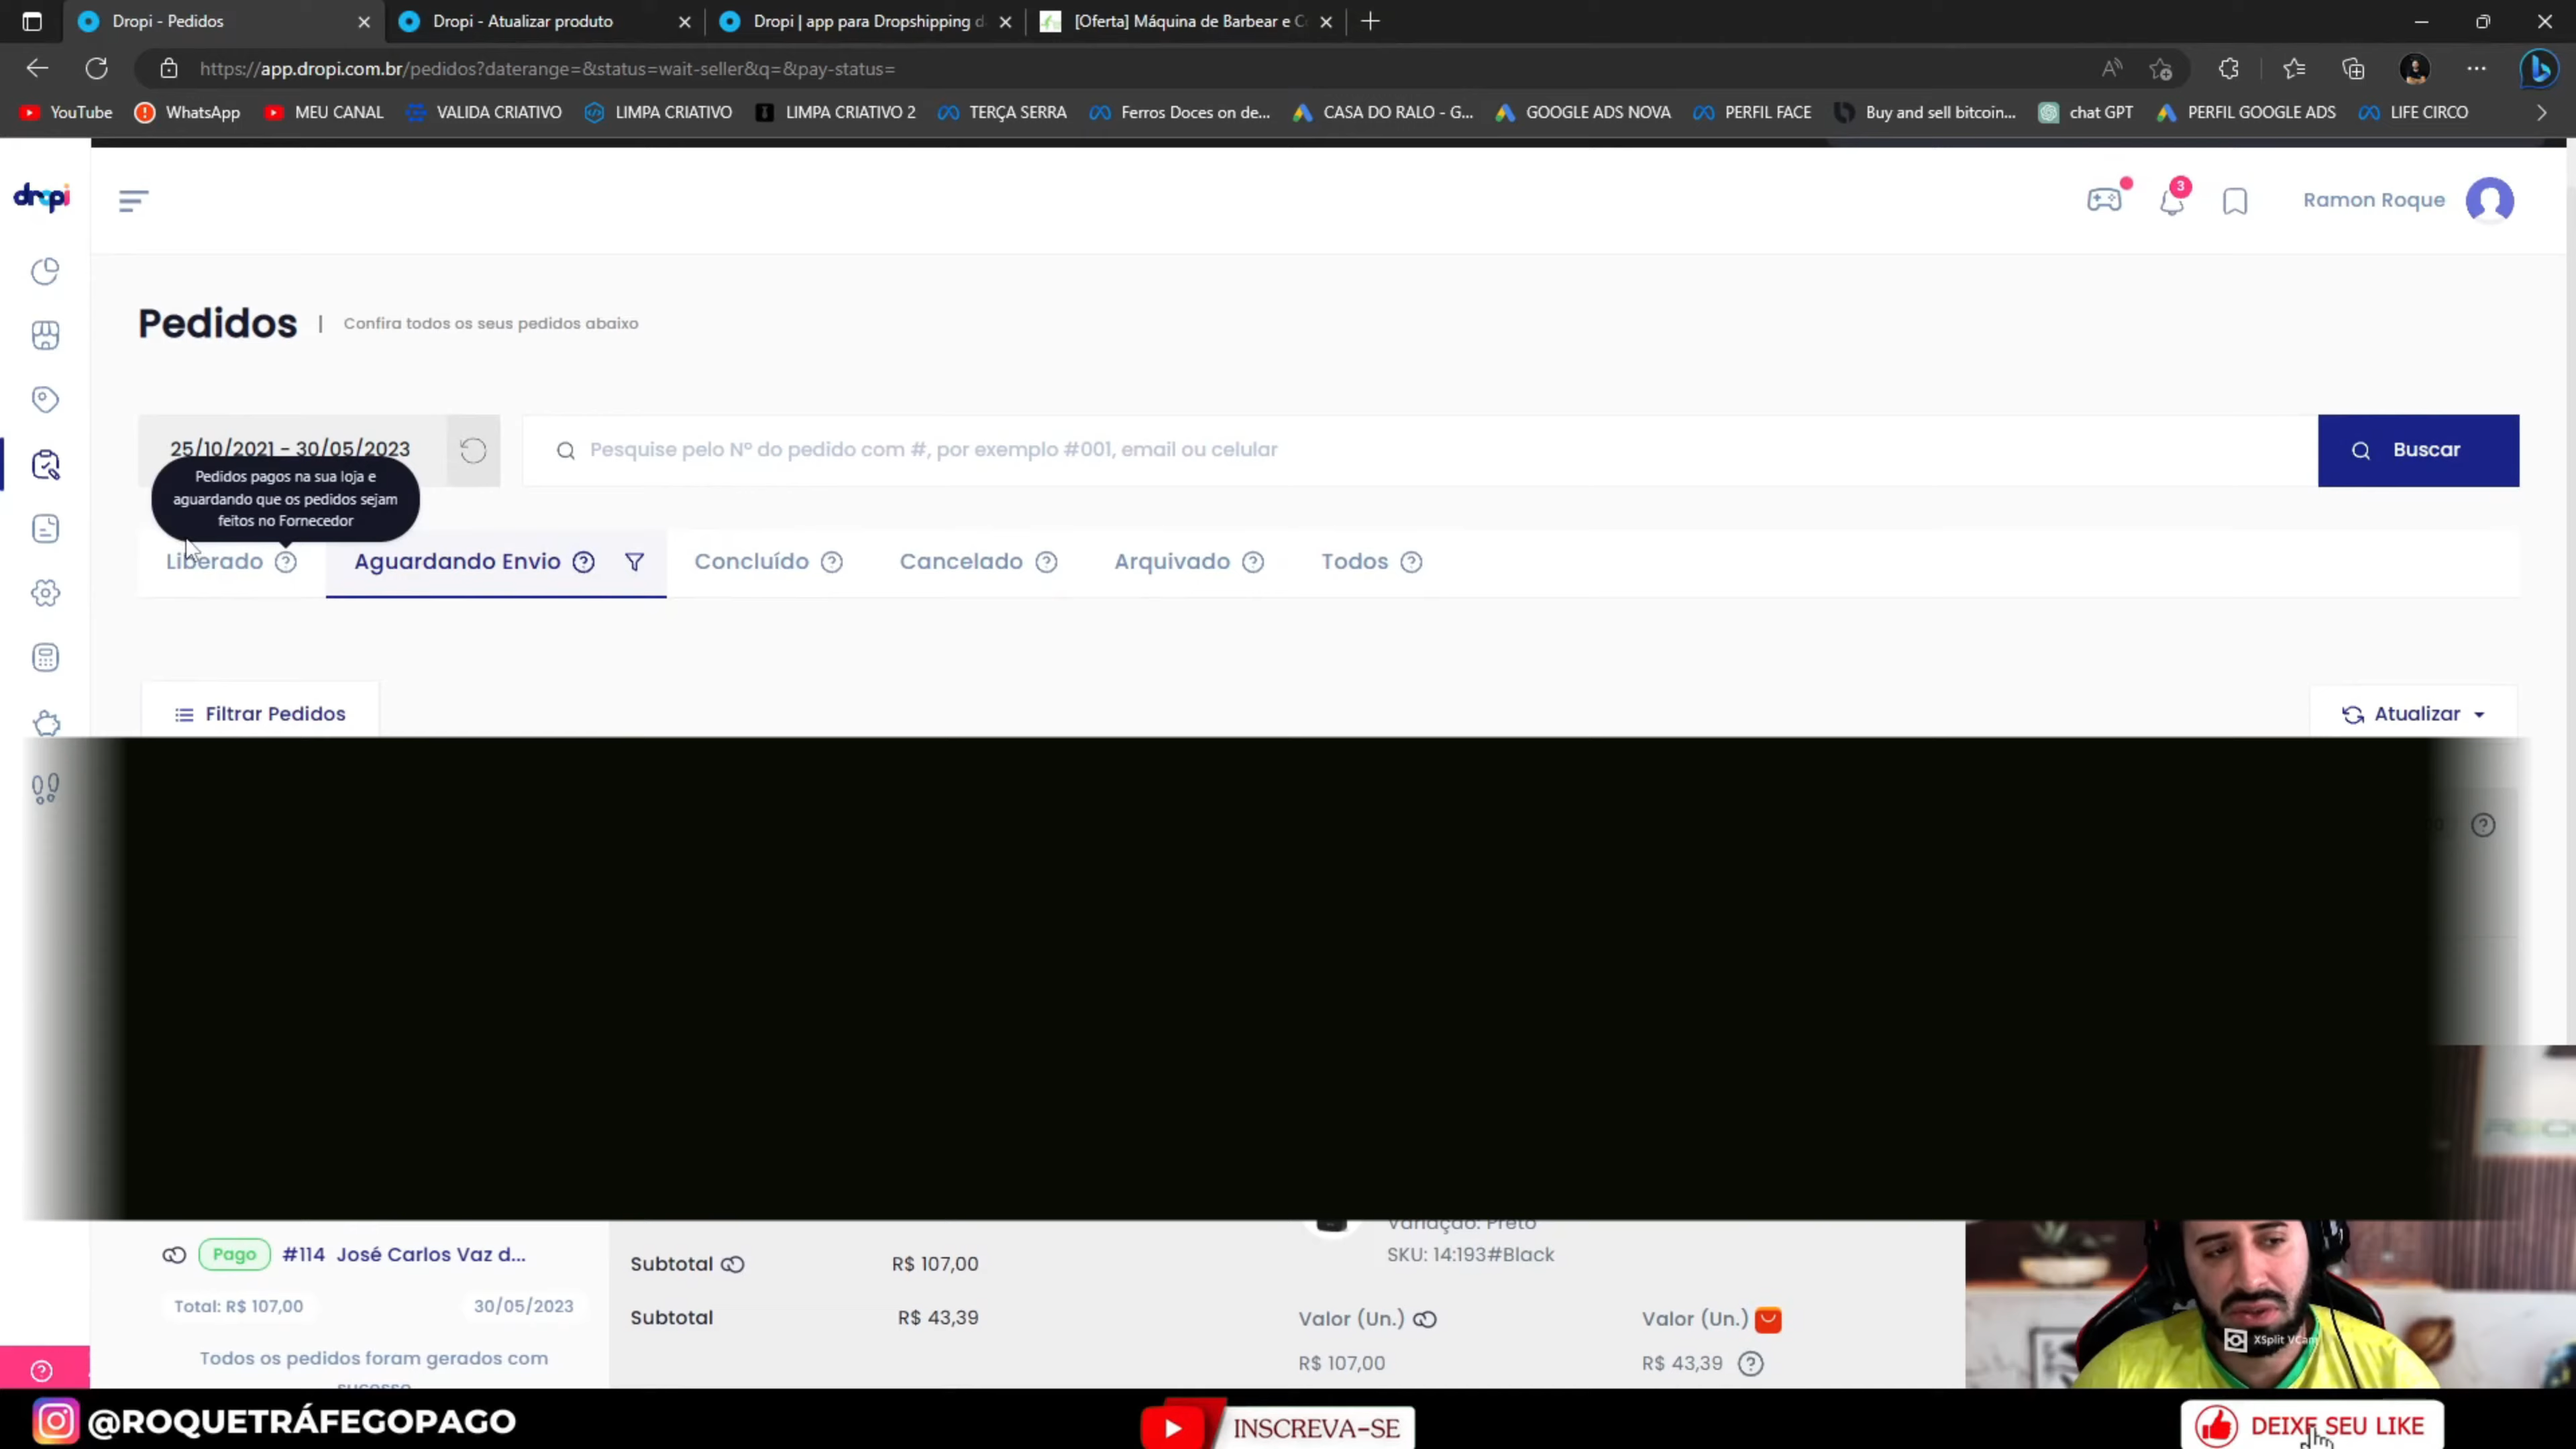 Dropi - Pedidos
Dropi - Atualizar produto
Dropi | app para Dropshipping d
[Oferta] Máquina de Barbear e C
https://app.dropi.com.br/pedidos?daterange=&status=wait-seller&q=&pay-status=
YouTube
WhatsApp
MEU CANAL
VALIDA CRIATIVO
LIMPA CRIATIVO
LIMPA CRIATIVO 2
TERÇA SERRA
Ferros Doces on de...
CASA DO RALO - G...
GOOGLE ADS NOVA
PERFIL FACE
Buy and sell bitcoin...
chat GPT
PERFIL GOOGLE ADS
LIFE CIRCO
dropi
3
Ramon Roque
Pedidos | Confira todos os seus pedidos abaixo
25/10/2021 - 30/05/2023
Pesquise pelo Nº do pedido com #, por exemplo #001, email ou celular
Buscar
Pedidos pagos na sua loja e
aguardando que os pedidos sejam
feitos no Fornecedor
Liberado
Aguardando Envio
Concluído
Cancelado
Arquivado
Todos
Filtrar Pedidos
Atualizar
Variação: Preto
SKU: 14:193#Black
Pago #114 José Carlos Vaz d...
Subtotal R$ 107,00
Total: R$ 107,00 30/05/2023
Subtotal R$ 43,39
Valor (Un.)
Valor (Un.)
R$ 107,00
R$ 43,39
Todos os pedidos foram gerados com
sucesso
XSplit VCam
@ROQUETRÁFEGOPAGO
INSCREVA-SE
DEIXE SEU LIKE